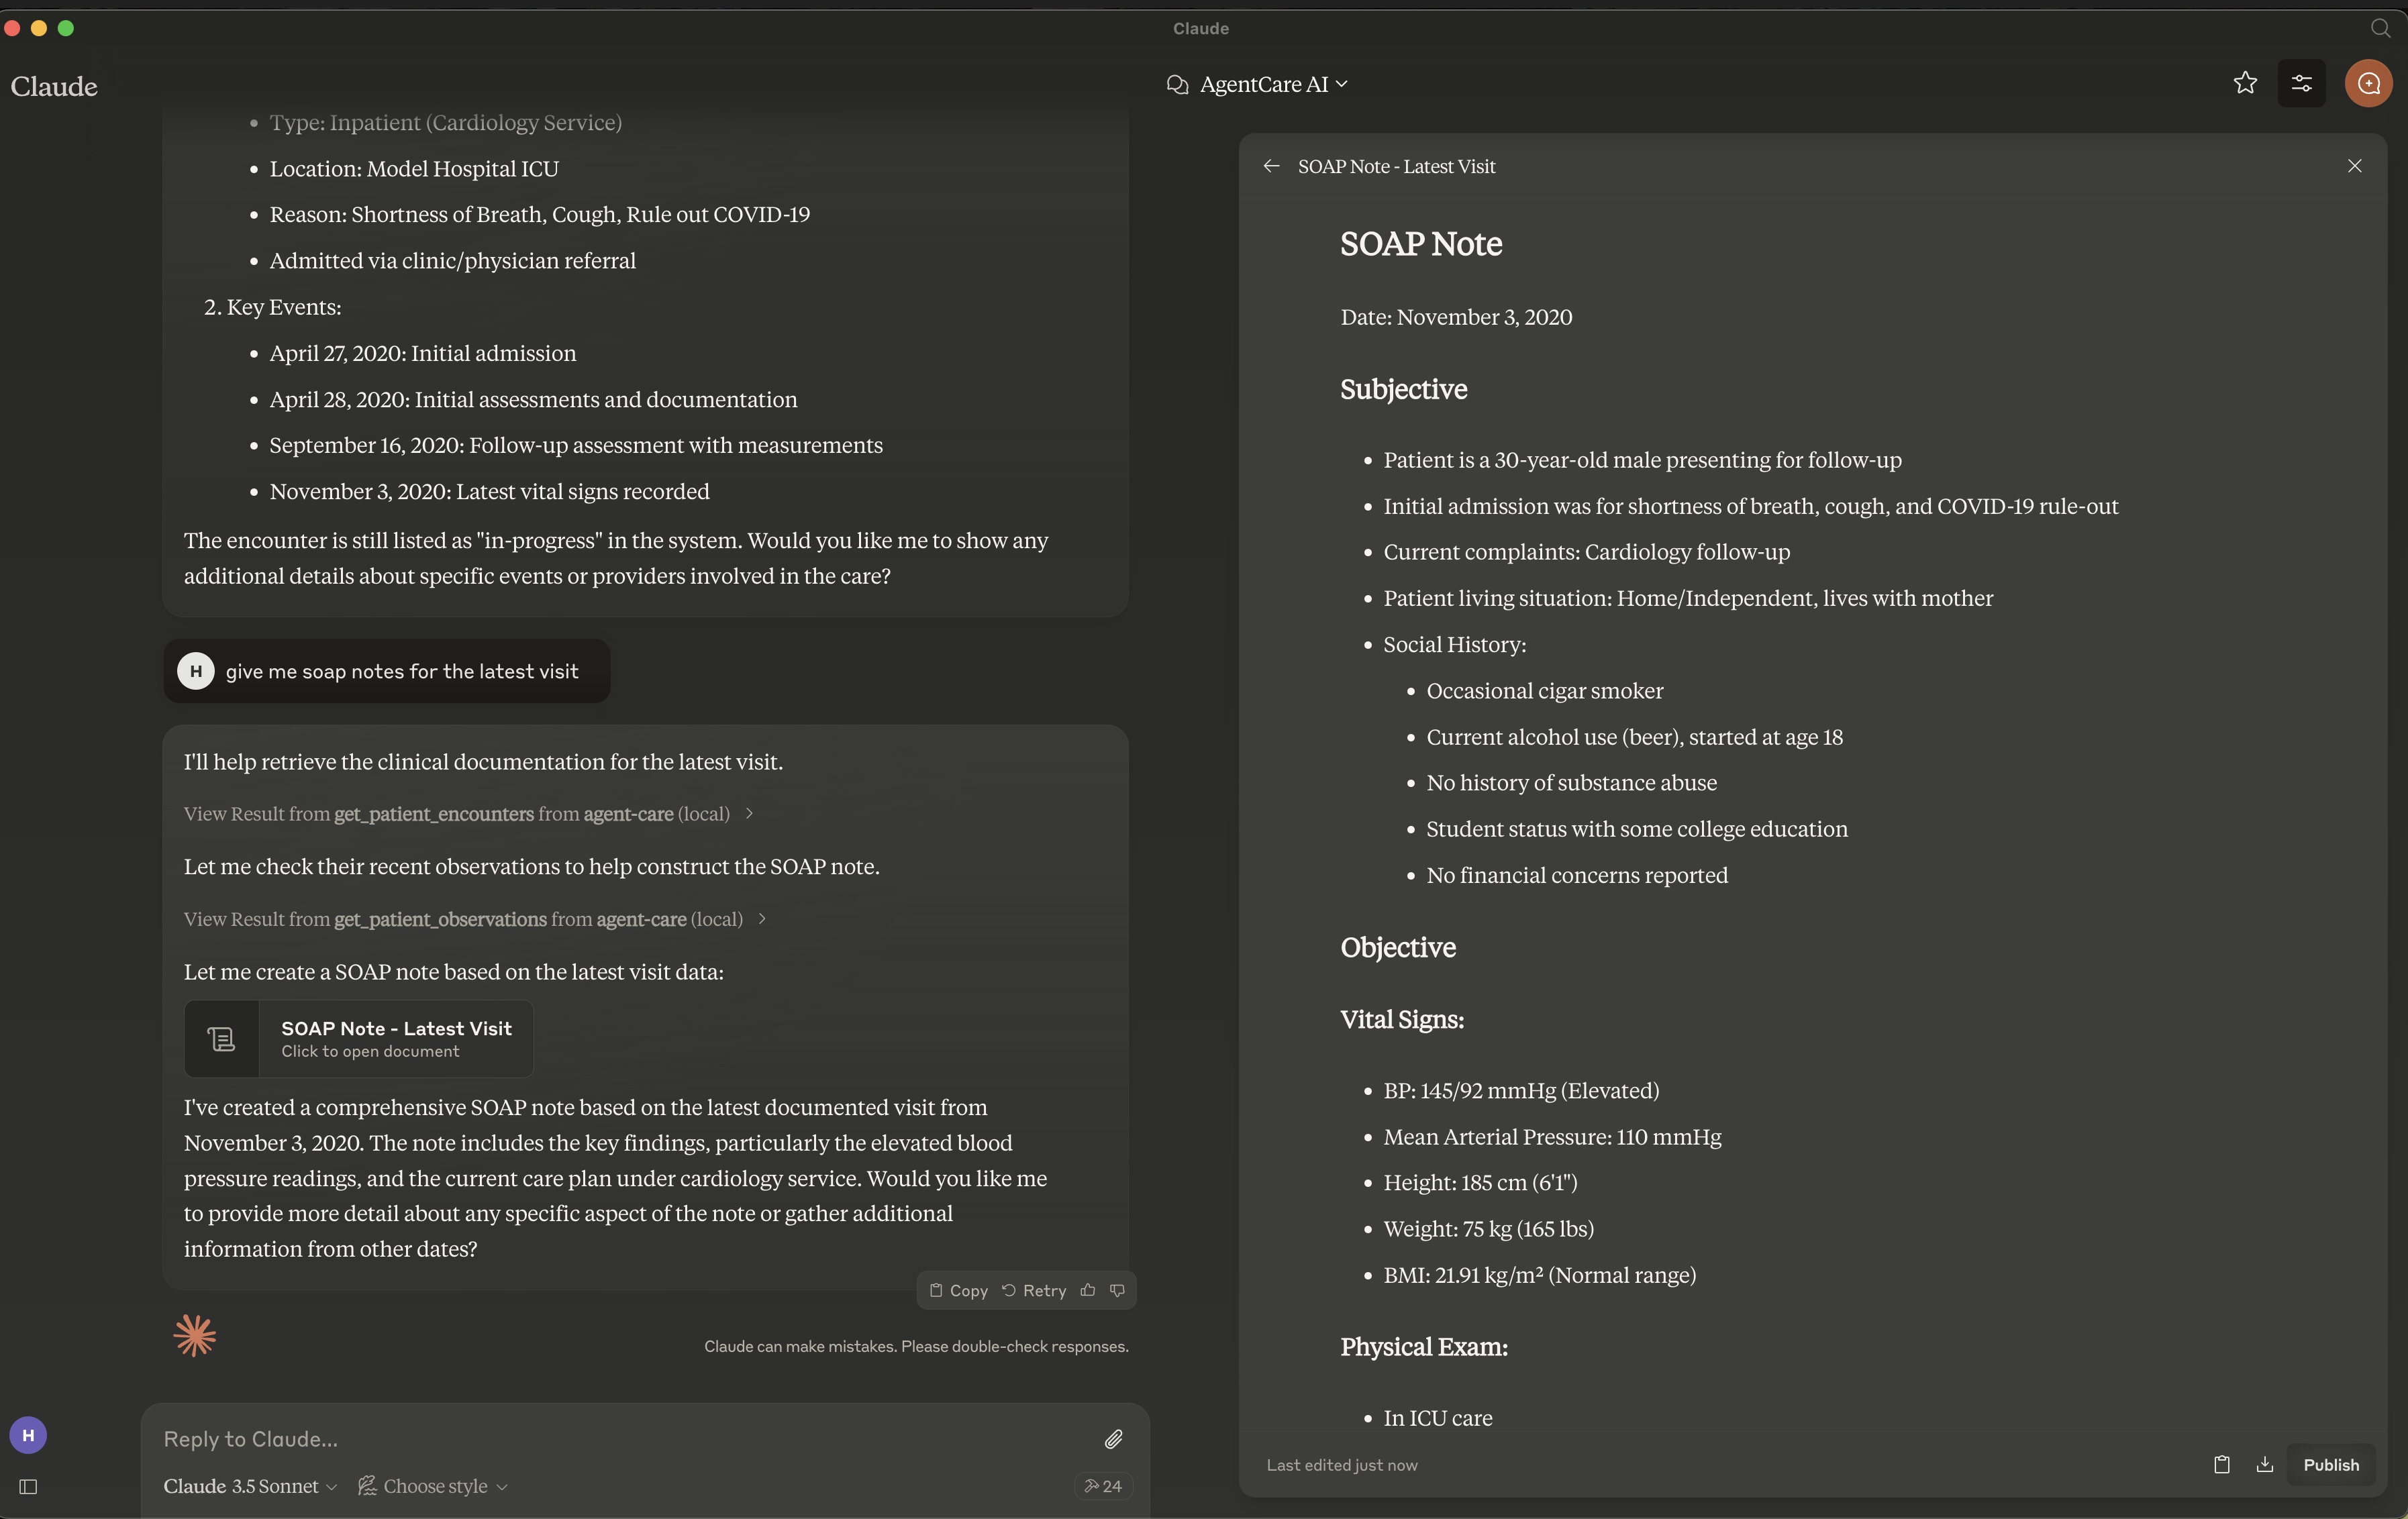 Claude
Claude
Type: Inpatient (Cardiology Service)
Location: Model Hospital ICU
Reason: Shortness of Breath, Cough, Rule out COVID-19
Admitted via clinic/physician referral
2. Key Events:
April 27, 2020: Initial admission
April 28, 2020: Initial assessments and documentation
September 16, 2020: Follow-up assessment with measurements
November 3, 2020: Latest vital signs recorded
The encounter is still listed as "in-progress" in the system. Would you like me to show any
additional details about specific events or providers involved in the care?
H give me soap notes for the latest visit
I'll help retrieve the clinical documentation for the latest visit.
View Result from get_patient_encounters from agent-care (local)
Let me check their recent observations to help construct the SOAP note.
View Result from get_patient_observations from agent-care (local)
Let me create a SOAP note based on the latest visit data:
SOAP Note - Latest Visit
Click to open document
I've created a comprehensive SOAP note based on the latest documented visit from
November 3, 2020. The note includes the key findings, particularly the elevated blood
pressure readings, and the current care plan under cardiology service. Would you like me
to provide more detail about any specific aspect of the note or gather additional
information from other dates?
Copy Retry
Claude can make mistakes. Please double-check responses.
H
Reply to Claude...
Claude 3.5 Sonnet Choose style 24
AgentCare AI
SOAP Note - Latest Visit
SOAP Note
Date: November 3, 2020
Subjective
Patient is a 30-year-old male presenting for follow-up
Initial admission was for shortness of breath, cough, and COVID-19 rule-out
Current complaints: Cardiology follow-up
Patient living situation: Home/Independent, lives with mother
Social History:
Occasional cigar smoker
Current alcohol use (beer), started at age 18
No history of substance abuse
Student status with some college education
No financial concerns reported
Objective
Vital Signs:
BP: 145/92 mmHg (Elevated)
Mean Arterial Pressure: 110 mmHg
Height: 185 cm (6'1")
Weight: 75 kg (165 lbs)
BMI: 21.91 kg/m² (Normal range)
Physical Exam:
In ICU care
Last edited just now
Publish